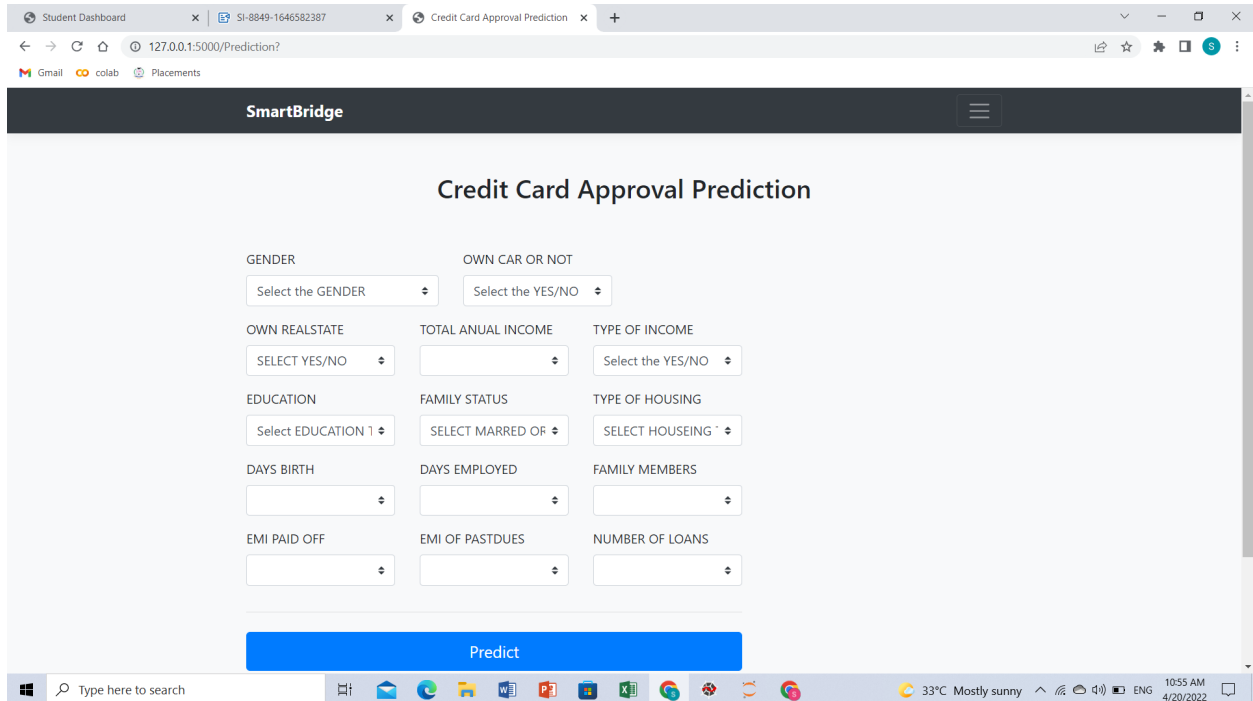 Student Dashboard
SI-8849-1646582387
Credit Card Approval Prediction
127.0.0.1:5000/Prediction?
S
Gmail
colab
Placements
SmartBridge
Credit Card Approval Prediction
GENDER
OWN CAR OR NOT
Select the GENDER
Select the YES/NO
OWN REALSTATE
TOTAL ANUAL INCOME
TYPE OF INCOME
SELECT YES/NO
Select the YES/NO
EDUCATION
FAMILY STATUS
TYPE OF HOUSING
Select EDUCATION
SELECT MARRED OR
SELECT HOUSEING
DAYS BIRTH
DAYS EMPLOYED
FAMILY MEMBERS
EMI PAID OFF
EMI OF PASTDUES
NUMBER OF LOANS
Predict
Type here to search
33°C Mostly sunny
ENG
10:55 AM
4/20/2022